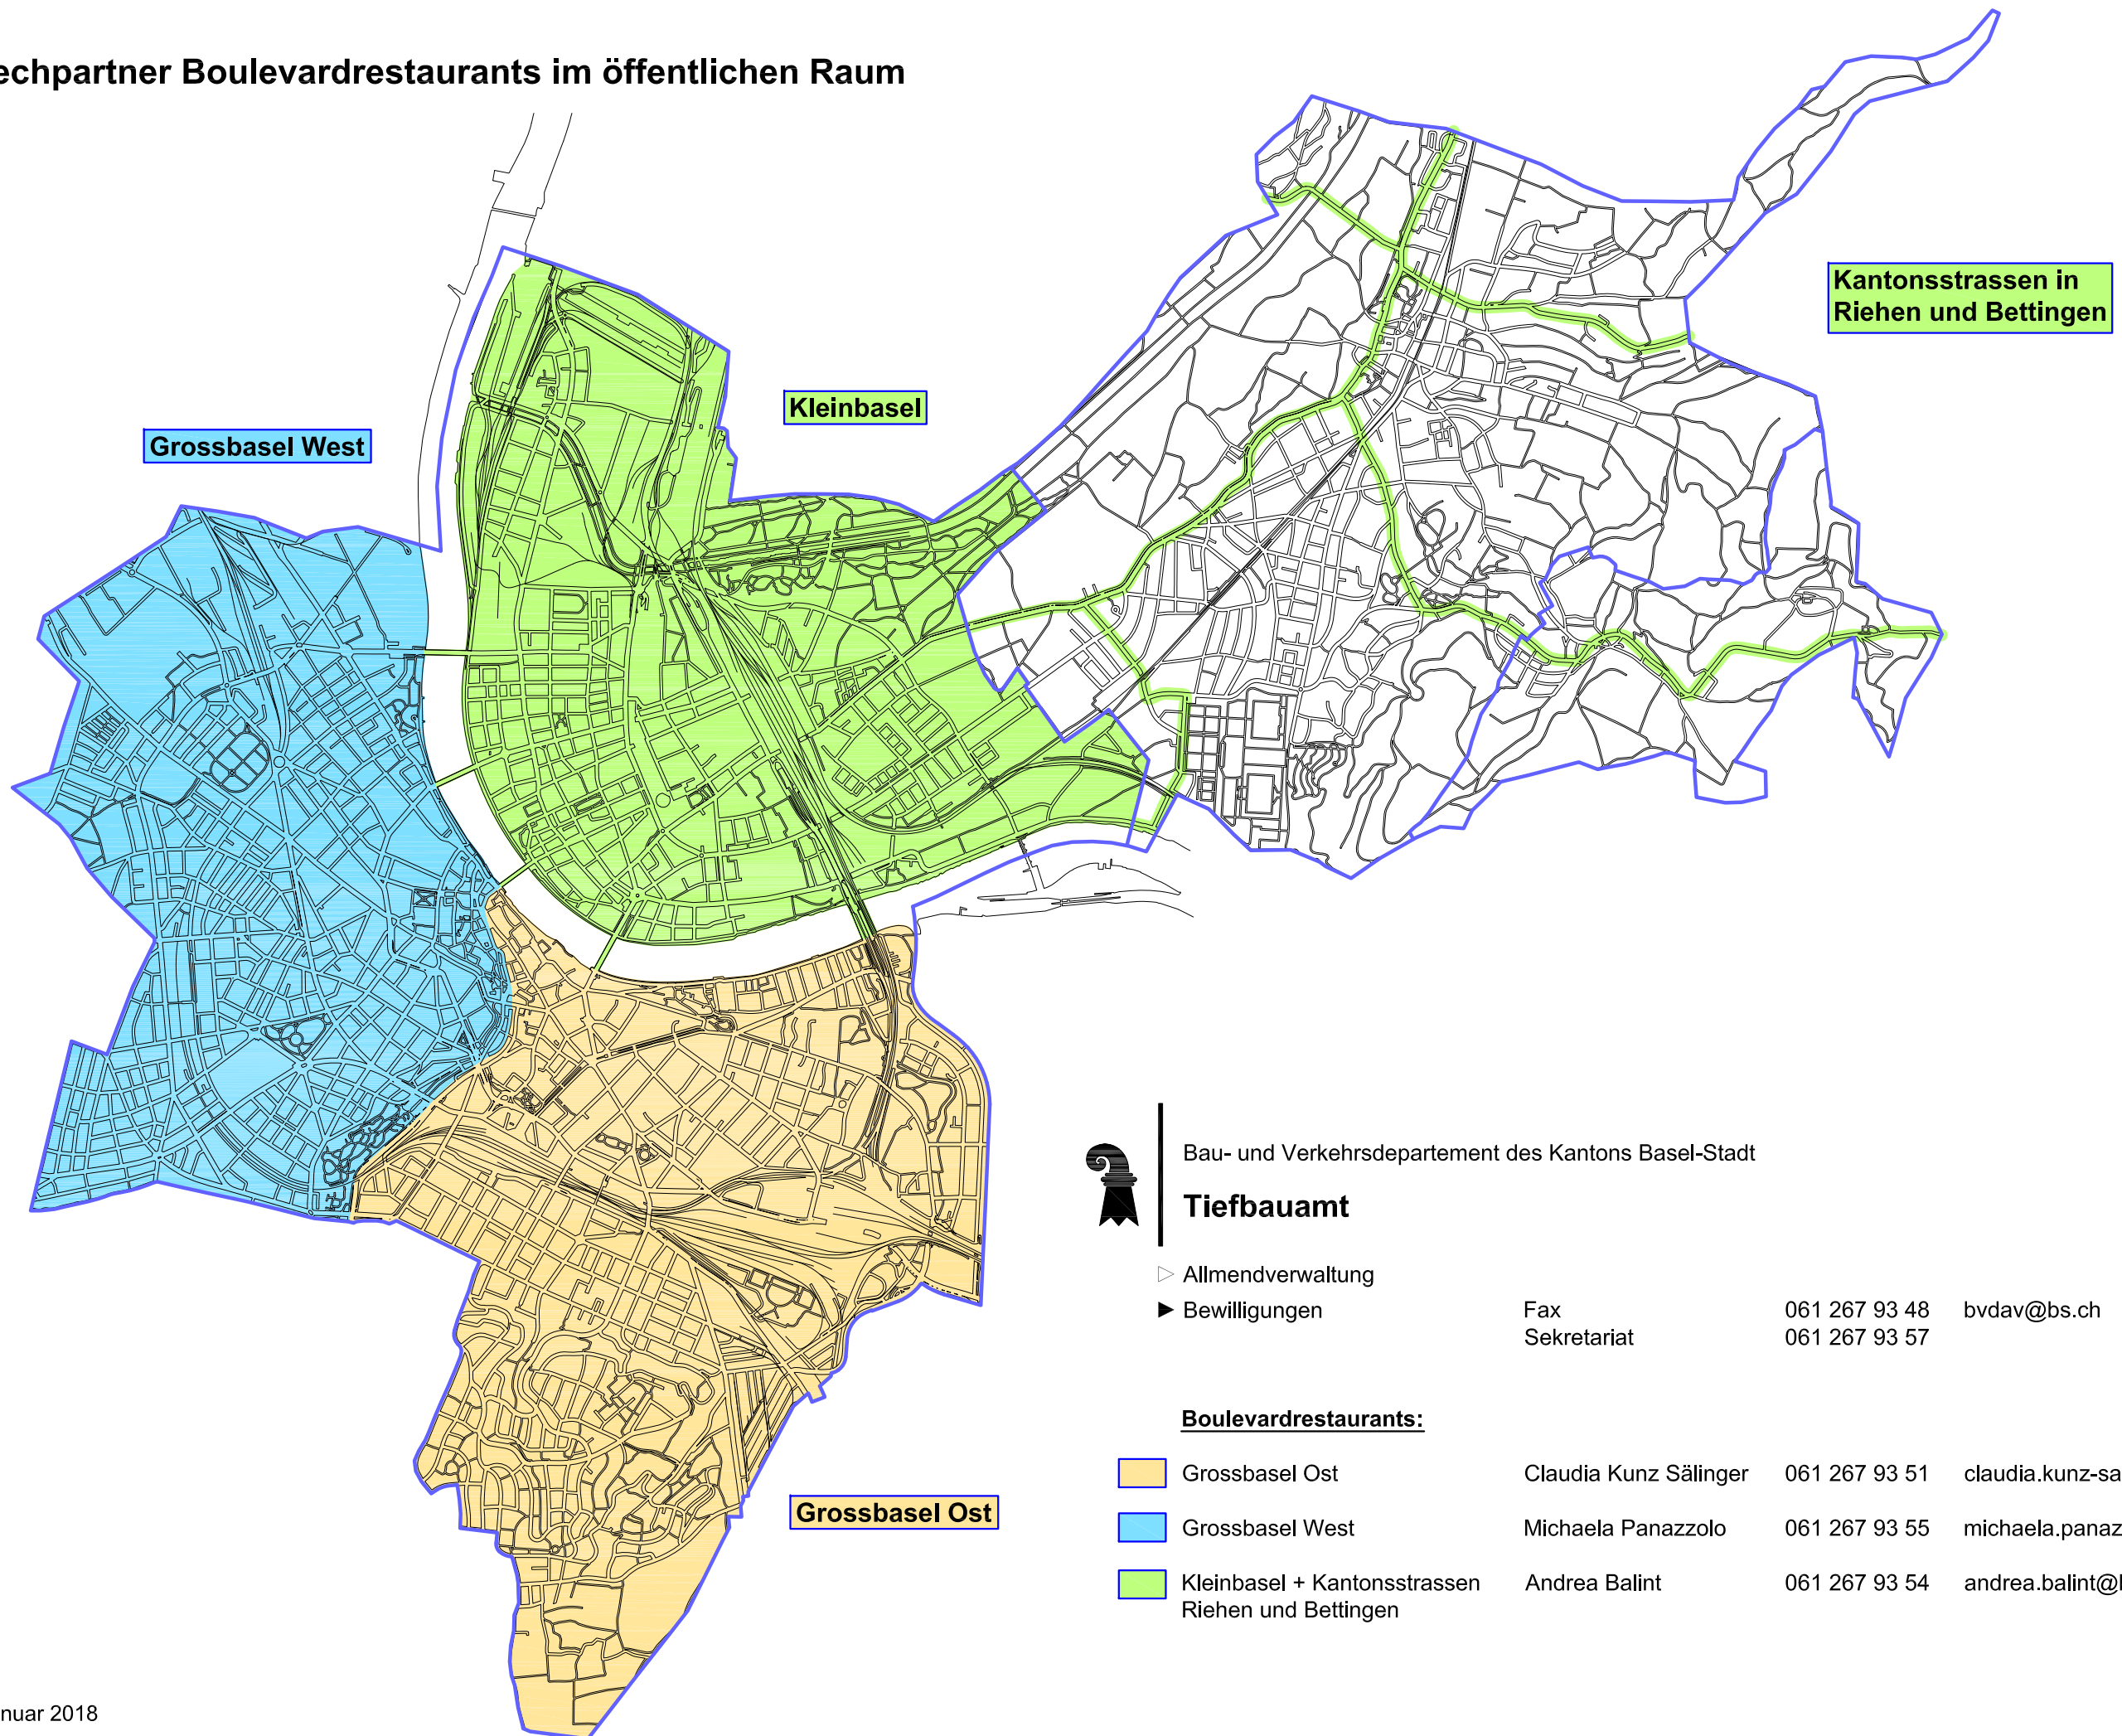 echpartner Boulevardrestaurants im öffentlichen Raum
Kantonsstrassen in
Riehen und Bettingen
Kleinbasel
Grossbasel West
Grossbasel Ost
Bau- und Verkehrsdepartement des Kantons Basel-Stadt
Tiefbauamt
Allmendverwaltung
Bewilligungen Fax 061 267 93 48 bvdav@bs.ch
Sekretariat 061 267 93 57
Boulevardrestaurants:
Grossbasel Ost Claudia Kunz Sälinger 061 267 93 51 claudia.kunz-sa
Grossbasel West Michaela Panazzolo 061 267 93 55 michaela.panaz
Kleinbasel + Kantonsstrassen Andrea Balint 061 267 93 54 andrea.balint@
Riehen und Bettingen
nuar 2018